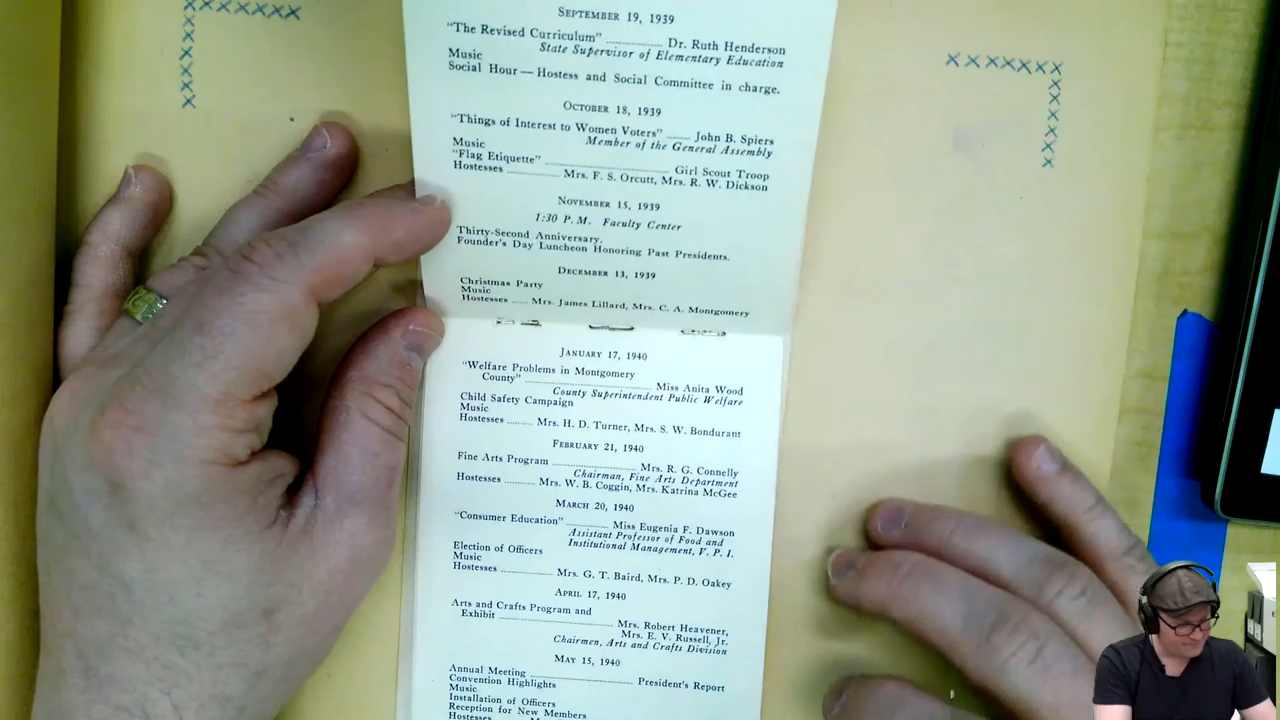 September 19, 1939
"The Revised Curriculum" Dr. Ruth Henderson
State Supervisor of Elementary Education
Music
Social Hour — Hostess and Social Committee in charge.
October 18, 1939
"Things of Interest to Women Voters" John B. Spiers
Member of the General Assembly
Music
"Flag Etiquette" Girl Scout Troop
Hostesses Mrs. F. S. Orcutt, Mrs. R. W. Dickson
November 15, 1939
1:30 P.M. Faculty Center
Thirty-Second Anniversary.
Founder's Day Luncheon Honoring Past Presidents.
December 13, 1939
Christmas Party
Music
Hostesses Mrs. James Lillard, Mrs. C. A. Montgomery
January 17, 1940
"Welfare Problems in Montgomery
County" Miss Anita Wood
County Superintendent Public Welfare
Child Safety Campaign
Music
Hostesses Mrs. H. D. Turner, Mrs. S. W. Bondurant
February 21, 1940
Fine Arts Program Mrs. R. G. Connelly
Chairman, Fine Arts Department
Hostesses Mrs. W. B. Coggin, Mrs. Katrina McGee
March 20, 1940
"Consumer Education" Miss Eugenia F. Dawson
Assistant Professor of Food and
Institutional Management, V. P. I.
Election of Officers
Music
Hostesses Mrs. G. T. Baird, Mrs. P. D. Oakey
April 17, 1940
Arts and Crafts Program and
Exhibit Mrs. Robert Heavener,
Mrs. E. V. Russell, Jr.
Chairmen, Arts and Crafts Division
May 15, 1940
Annual Meeting President's Report
Convention Highlights
Music
Installation of Officers
Reception for New Members
Hostesses